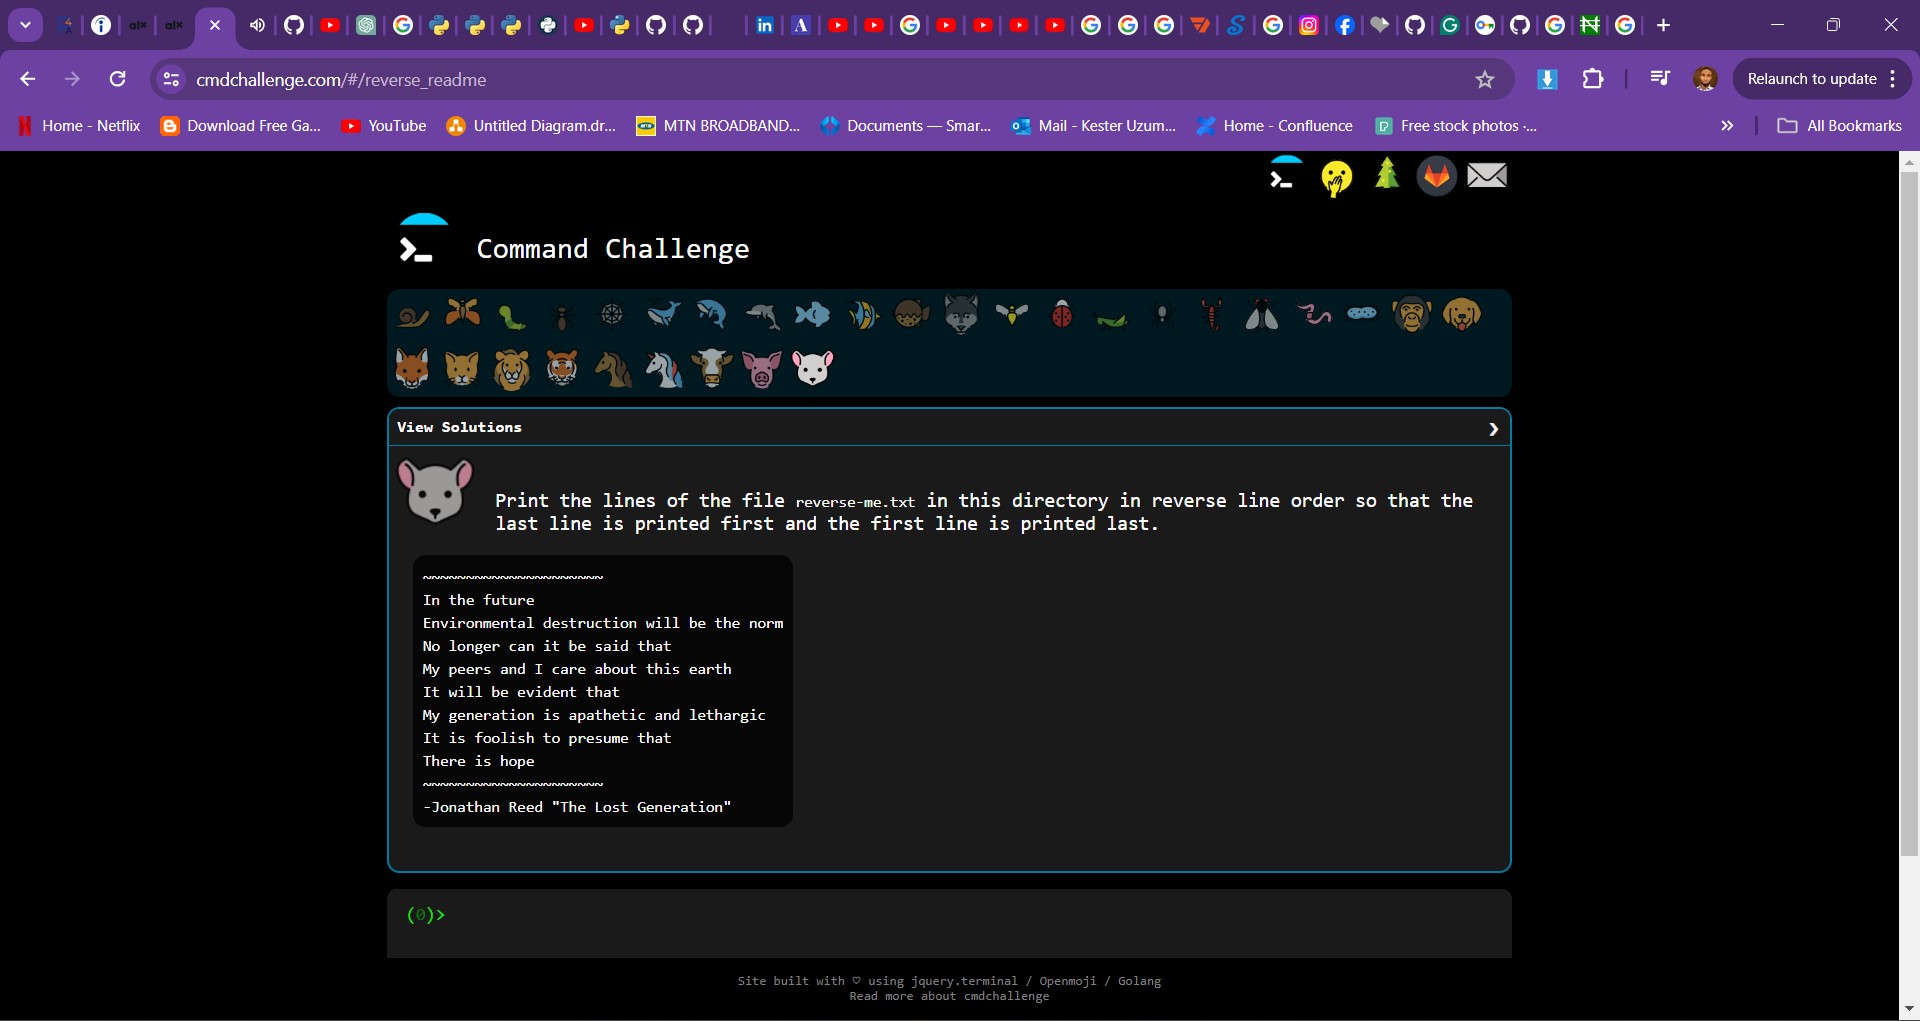 cmdchallenge.com/#/reverse_readme
Relaunch to update
Home - Netflix
Download Free Ga...
YouTube
Untitled Diagram.dr...
MTN BROADBAND...
Documents — Smar...
Mail - Kester Uzum...
Home - Confluence
Free stock photos ·...
»
All Bookmarks
Command Challenge
View Solutions
Print the lines of the file reverse-me.txt in this directory in reverse line order so that the
last line is printed first and the first line is printed last.
~~~~~~~~~~~~~~~~~~~~~
In the future
Environmental destruction will be the norm
No longer can it be said that
My peers and I care about this earth
It will be evident that
My generation is apathetic and lethargic
It is foolish to presume that
There is hope
~~~~~~~~~~~~~~~~~~~~~
-Jonathan Reed "The Lost Generation"
(0)>
Site built with ♡ using jquery.terminal / Openmoji / Golang
Read more about cmdchallenge